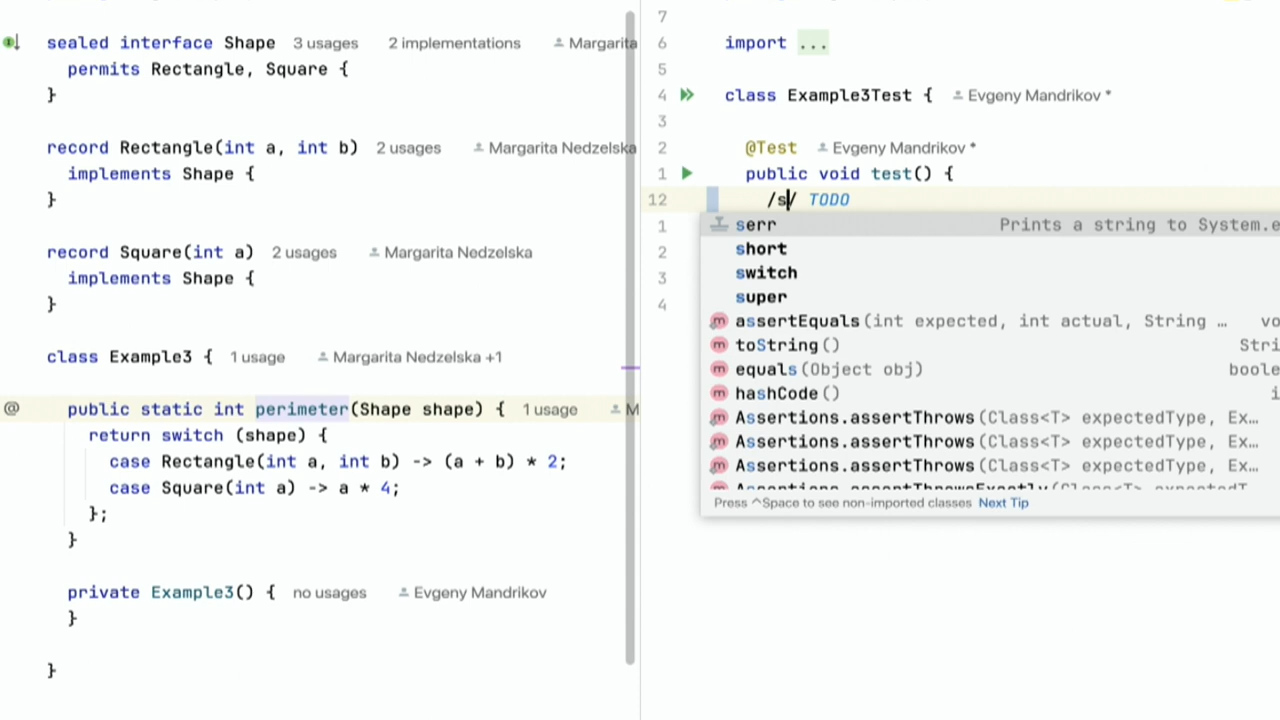 sealed interface Shape 3 usages 2 implementations Margarita
permits Rectangle, Square {
}
record Rectangle(int a, int b) 2 usages Margarita Nedzelska
implements Shape {
}
record Square(int a) 2 usages Margarita Nedzelska
implements Shape {
}
class Example3 { 1 usage Margarita Nedzelska +1
@ public static int perimeter(Shape shape) { 1 usage M
return switch (shape) {
case Rectangle(int a, int b) -> (a + b) * 2;
case Square(int a) -> a * 4;
};
}
private Example3() { no usages Evgeny Mandrikov
}
}
7
6 import ...
5
4 class Example3Test { Evgeny Mandrikov *
3
2 @Test Evgeny Mandrikov *
1 public void test() {
12 /s/ TODO
1
2
3
4
serr Prints a string to System.e
short
switch
super
m assertEquals(int expected, int actual, String … vo
m toString() Stri
m equals(Object obj) boole
m hashCode() i
m Assertions.assertThrows(Class<T> expectedType, Ex…
m Assertions.assertThrows(Class<T> expectedType, Ex…
m Assertions.assertThrows(Class<T> expectedType, Ex…
Press ^Space to see non-imported classes Next Tip